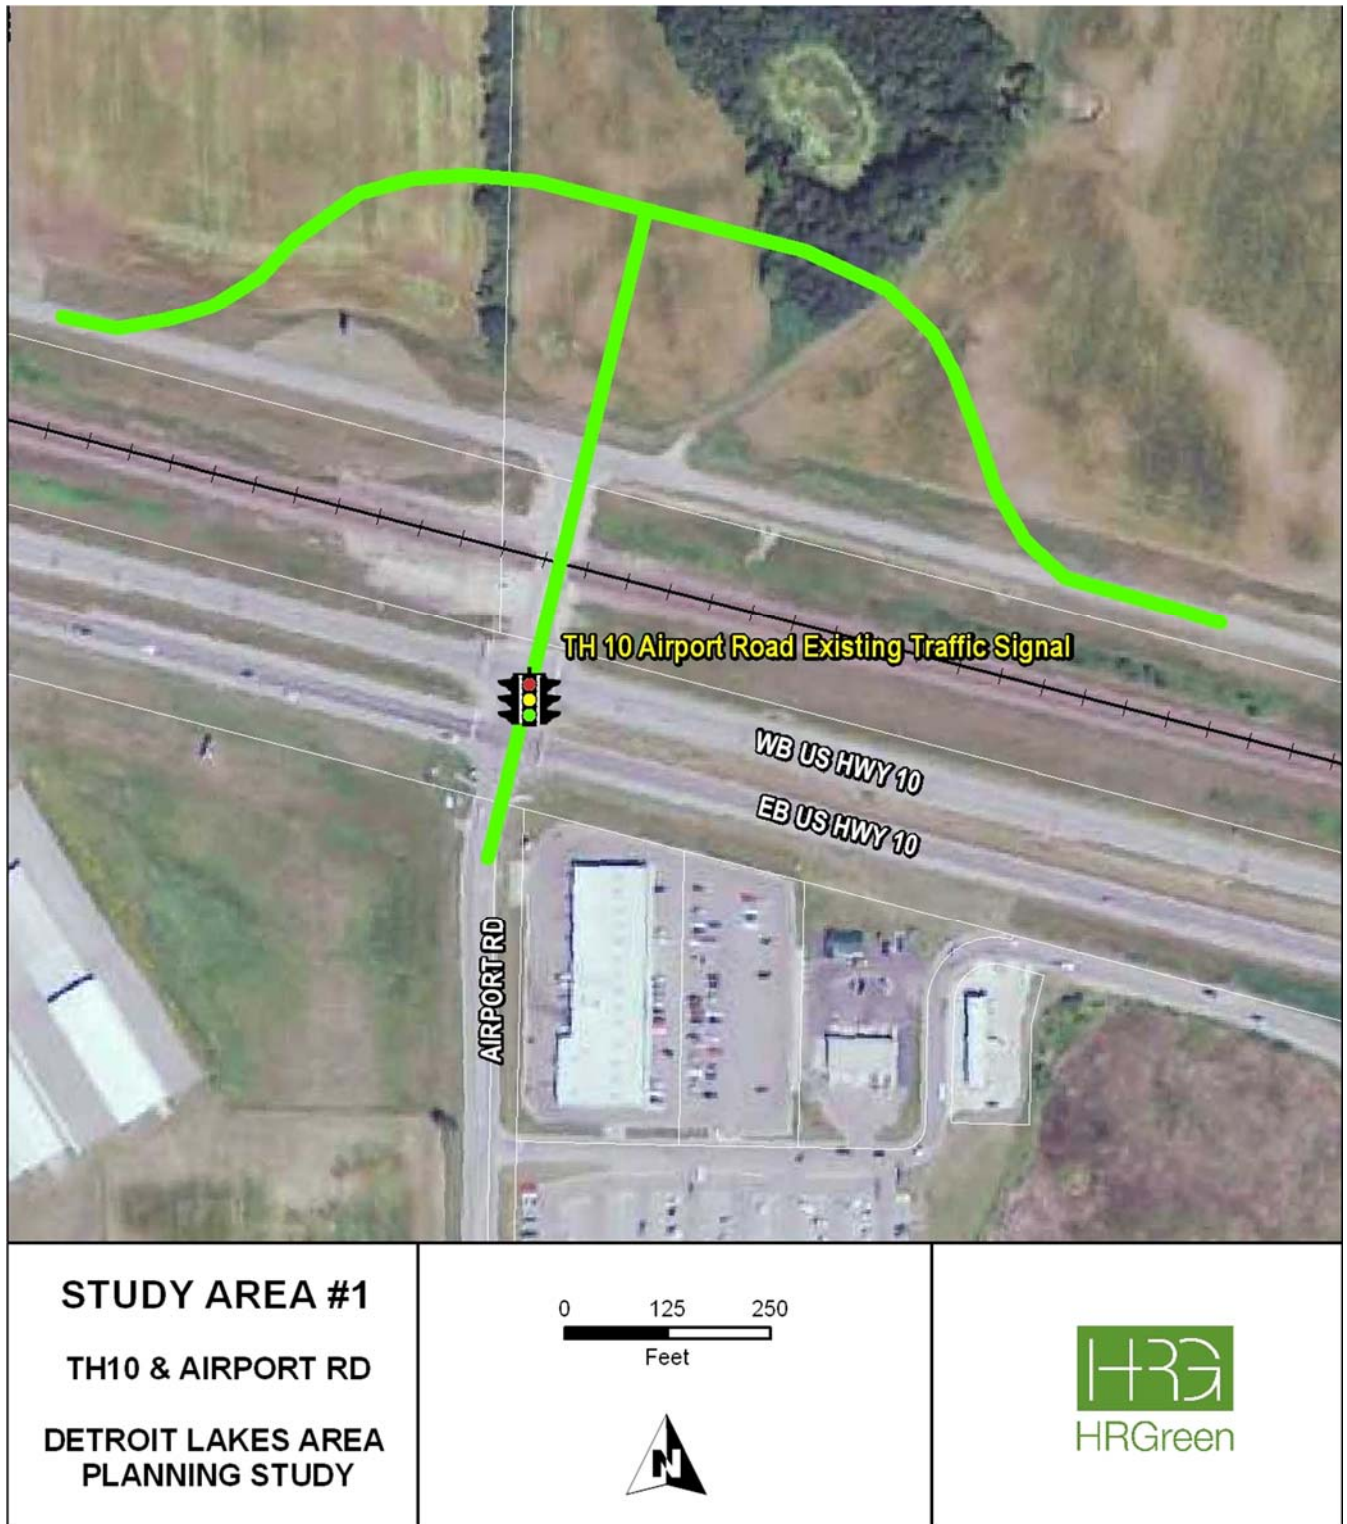 TH 10 Airport Road Existing Traffic Signal
WB US HWY 10
EB US HWY 10
AIRPORT RD
STUDY AREA #1
TH10 & AIRPORT RD
DETROIT LAKES AREA
PLANNING STUDY
0 125 250
Feet
N
HRG
HRGreen